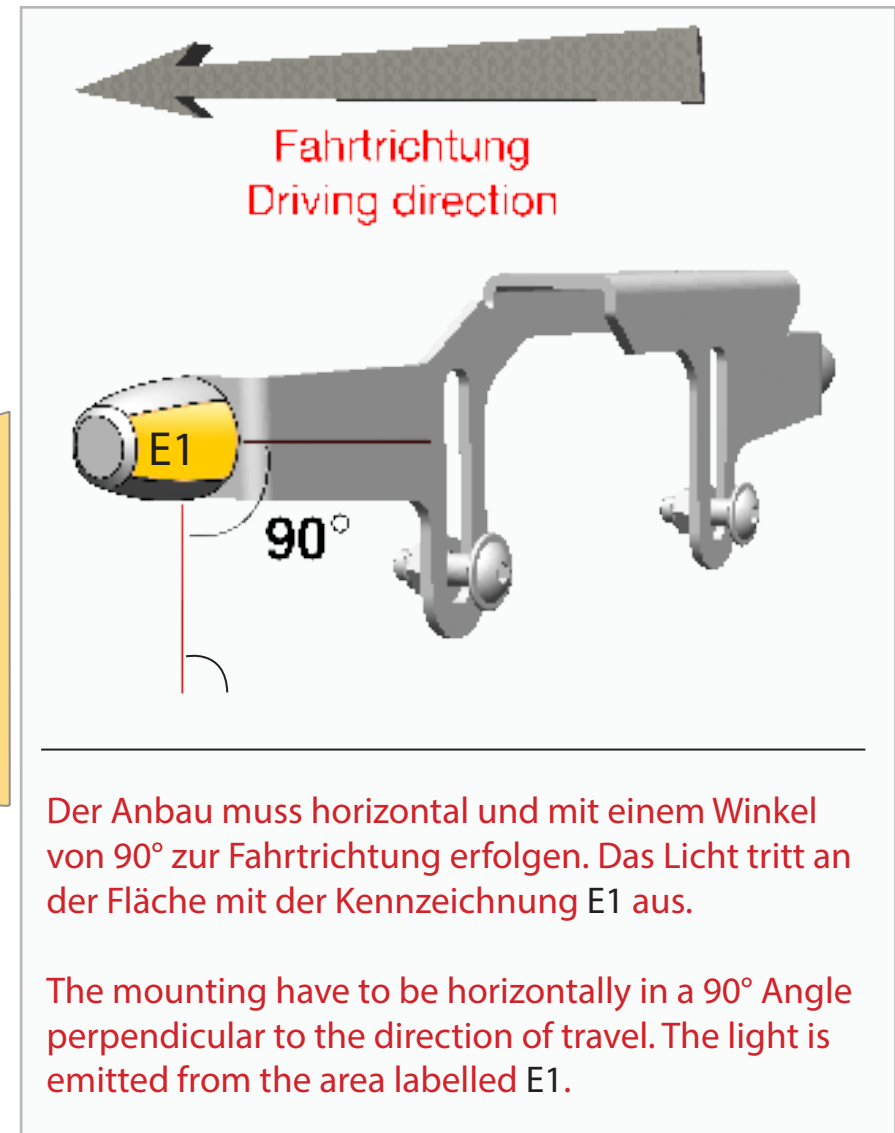 Fahrtrichtung
Driving direction
E1
90°
Der Anbau muss horizontal und mit einem Winkel
von 90° zur Fahrtrichtung erfolgen. Das Licht tritt an
der Fläche mit der Kennzeichnung E1 aus.
The mounting have to be horizontally in a 90° Angle
perpendicular to the direction of travel. The light is
emitted from the area labelled E1.